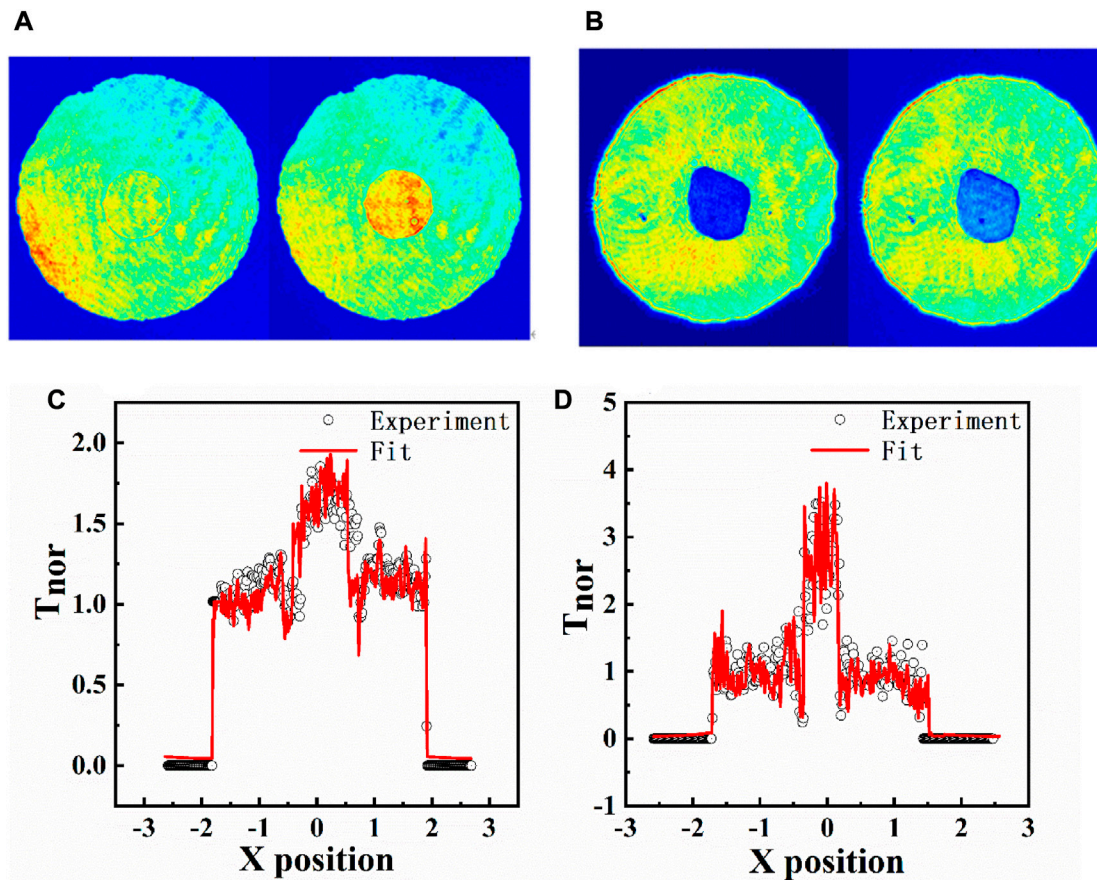 A
B
C
Experiment
Fit
2.0
1.5
1.0
0.5
0.0
-3 -2 -1 0 1 2 3
X position
Tnor
D
Experiment
Fit
5
4
3
2
1
0
-1
-3 -2 -1 0 1 2 3
X position
Tnor